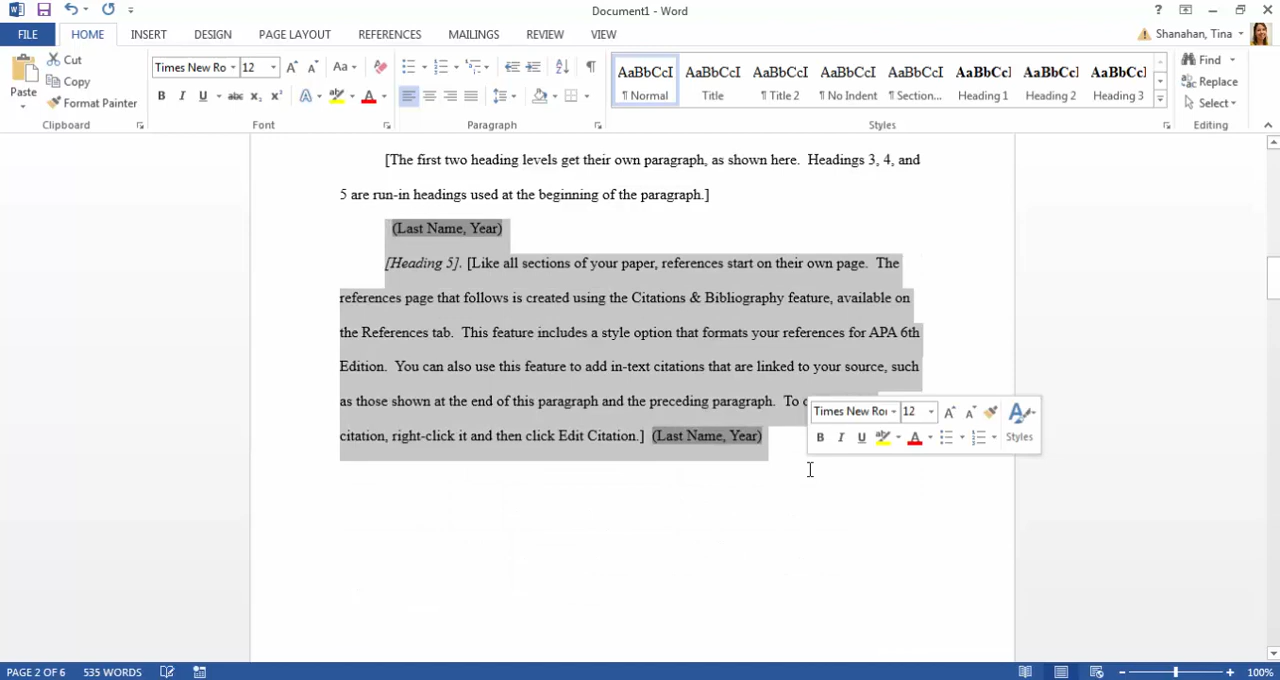 Document1 - Word
?
FILE HOME INSERT DESIGN PAGE LAYOUT REFERENCES MAILINGS REVIEW VIEW Shanahan, Tina
Paste
Cut
Copy
Format Painter
Clipboard
Times New Ro 12 Aa
B I U abc X₂ X² A A
Font
Paragraph
AaBbCcI AaBbCcI AaBbCcI AaBbCcI AaBbCcI AaBbCcI AaBbCcI AaBbCcI
¶ Normal Title ¶ Title 2 ¶ No Indent ¶ Section... Heading 1 Heading 2 Heading 3
Styles
Find
Replace
Select
Editing
[The first two heading levels get their own paragraph, as shown here. Headings 3, 4, and
5 are run-in headings used at the beginning of the paragraph.]
(Last Name, Year)
[Heading 5]. [Like all sections of your paper, references start on their own page. The
references page that follows is created using the Citations & Bibliography feature, available on
the References tab. This feature includes a style option that formats your references for APA 6th
Edition. You can also use this feature to add in-text citations that are linked to your source, such
as those shown at the end of this paragraph and the preceding paragraph. To
citation, right-click it and then click Edit Citation.] (Last Name, Year)
Times New Ro 12
B I U A Styles
PAGE 2 OF 6 535 WORDS 100%